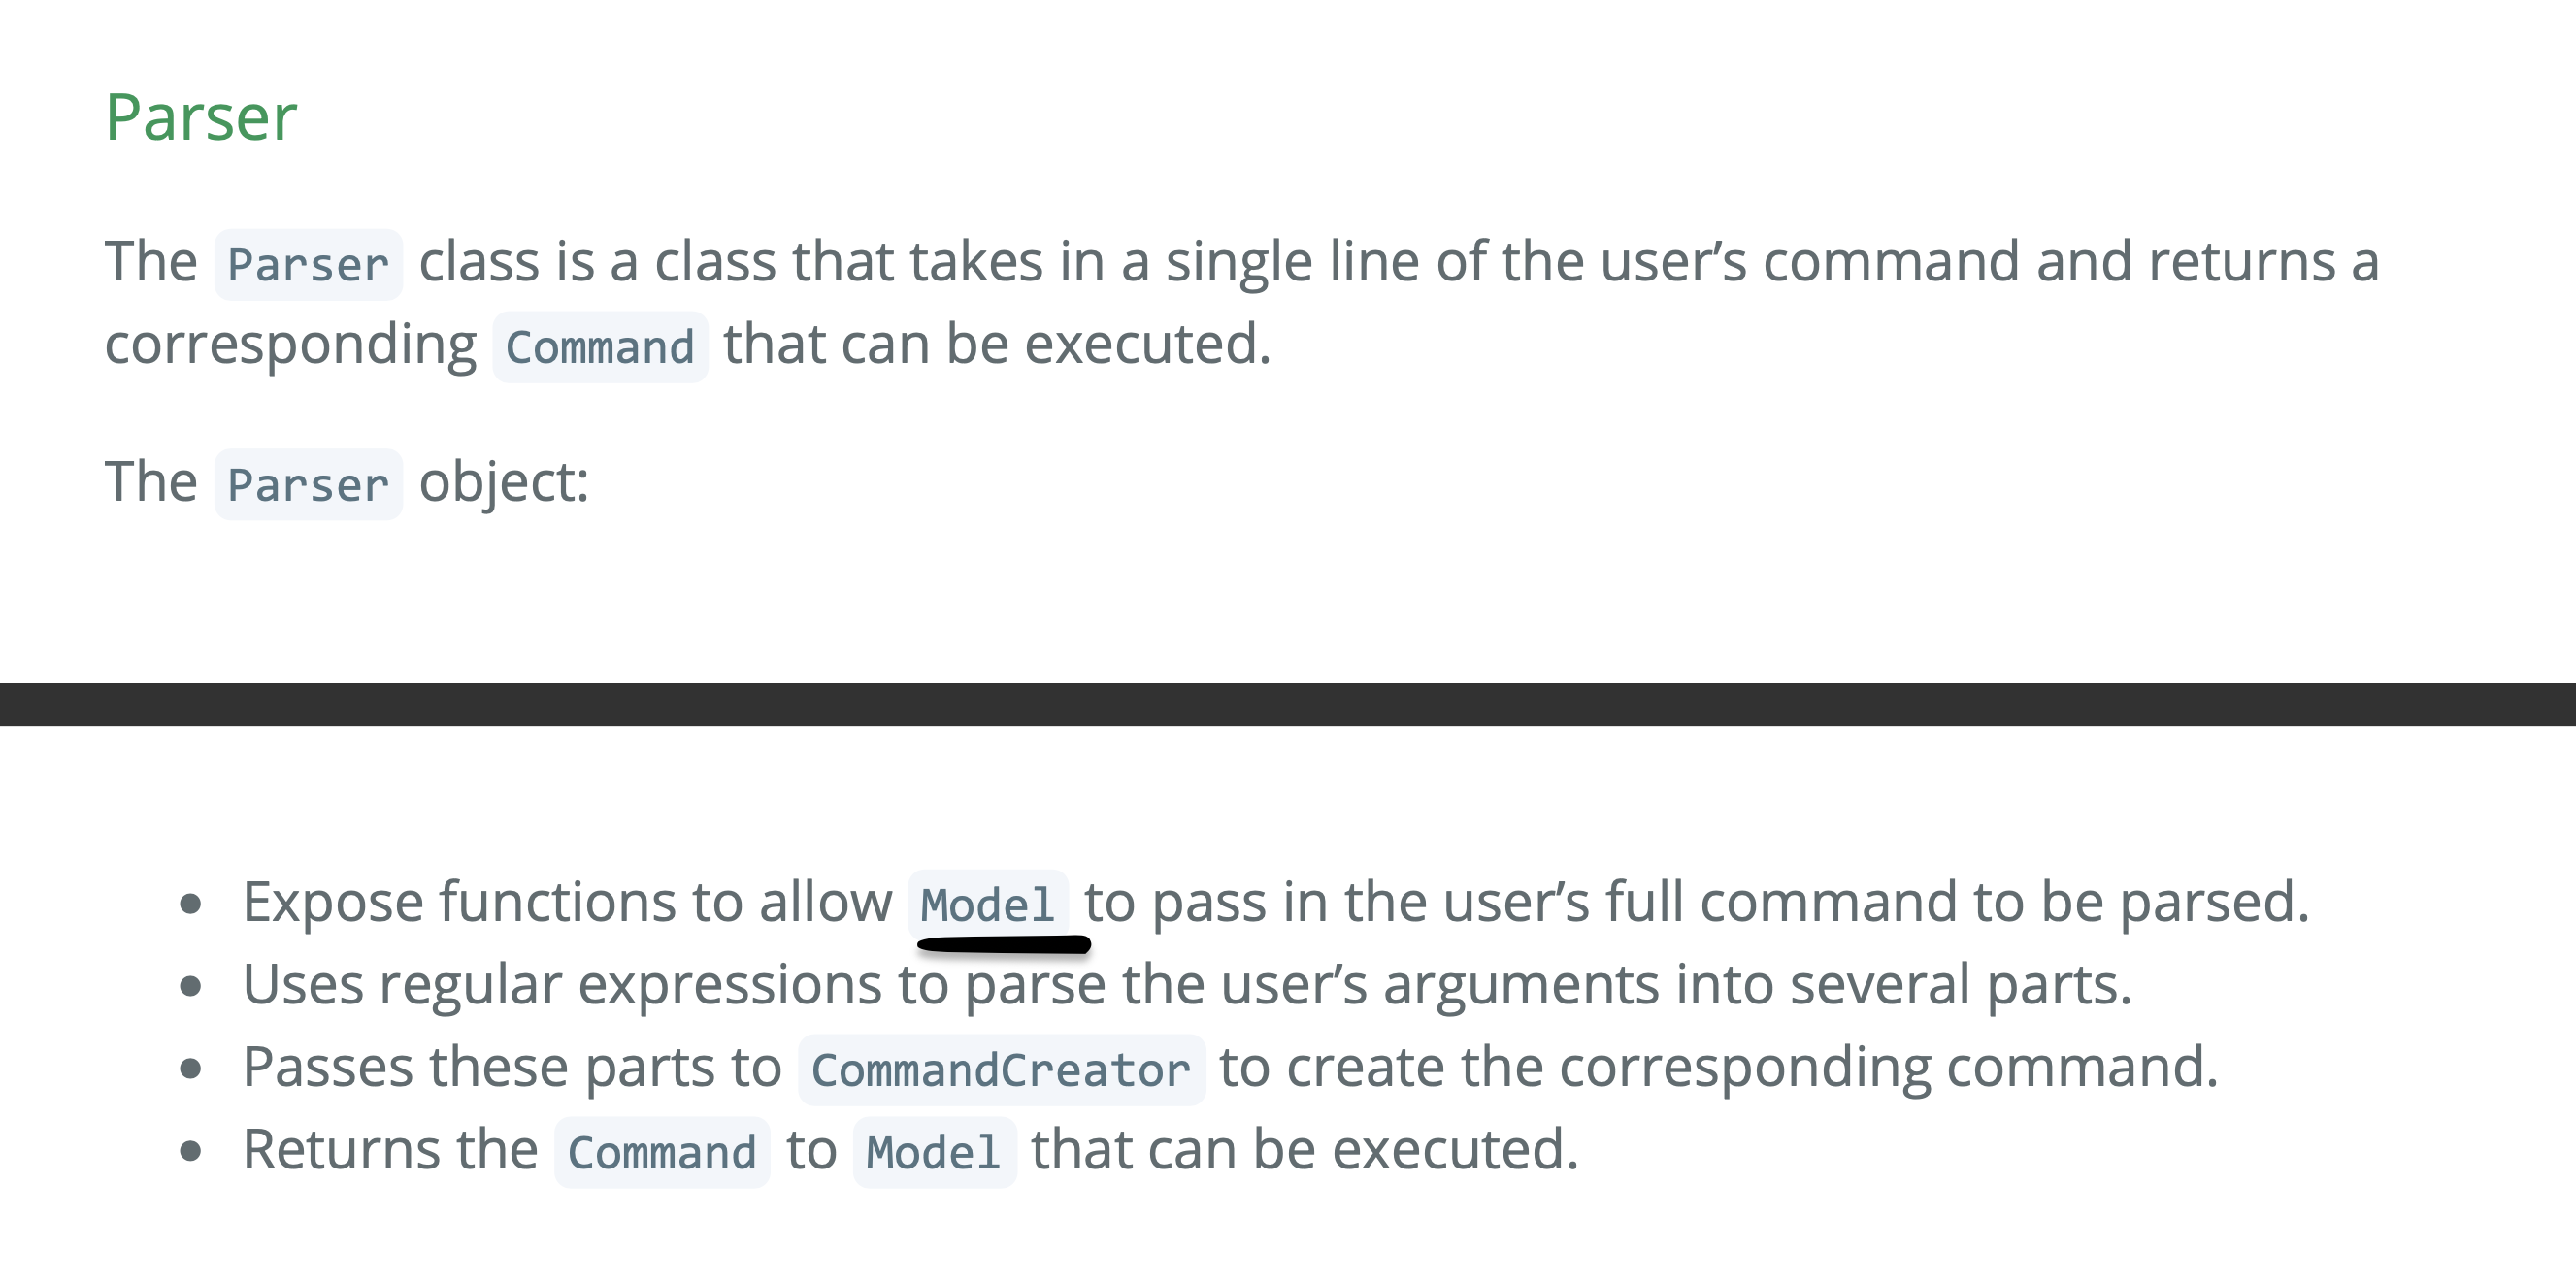 Parser
The Parser class is a class that takes in a single line of the user’s command and returns a
corresponding Command that can be executed.
The Parser object:
• Expose functions to allow Model to pass in the user’s full command to be parsed.
• Uses regular expressions to parse the user’s arguments into several parts.
• Passes these parts to CommandCreator to create the corresponding command.
• Returns the Command to Model that can be executed.